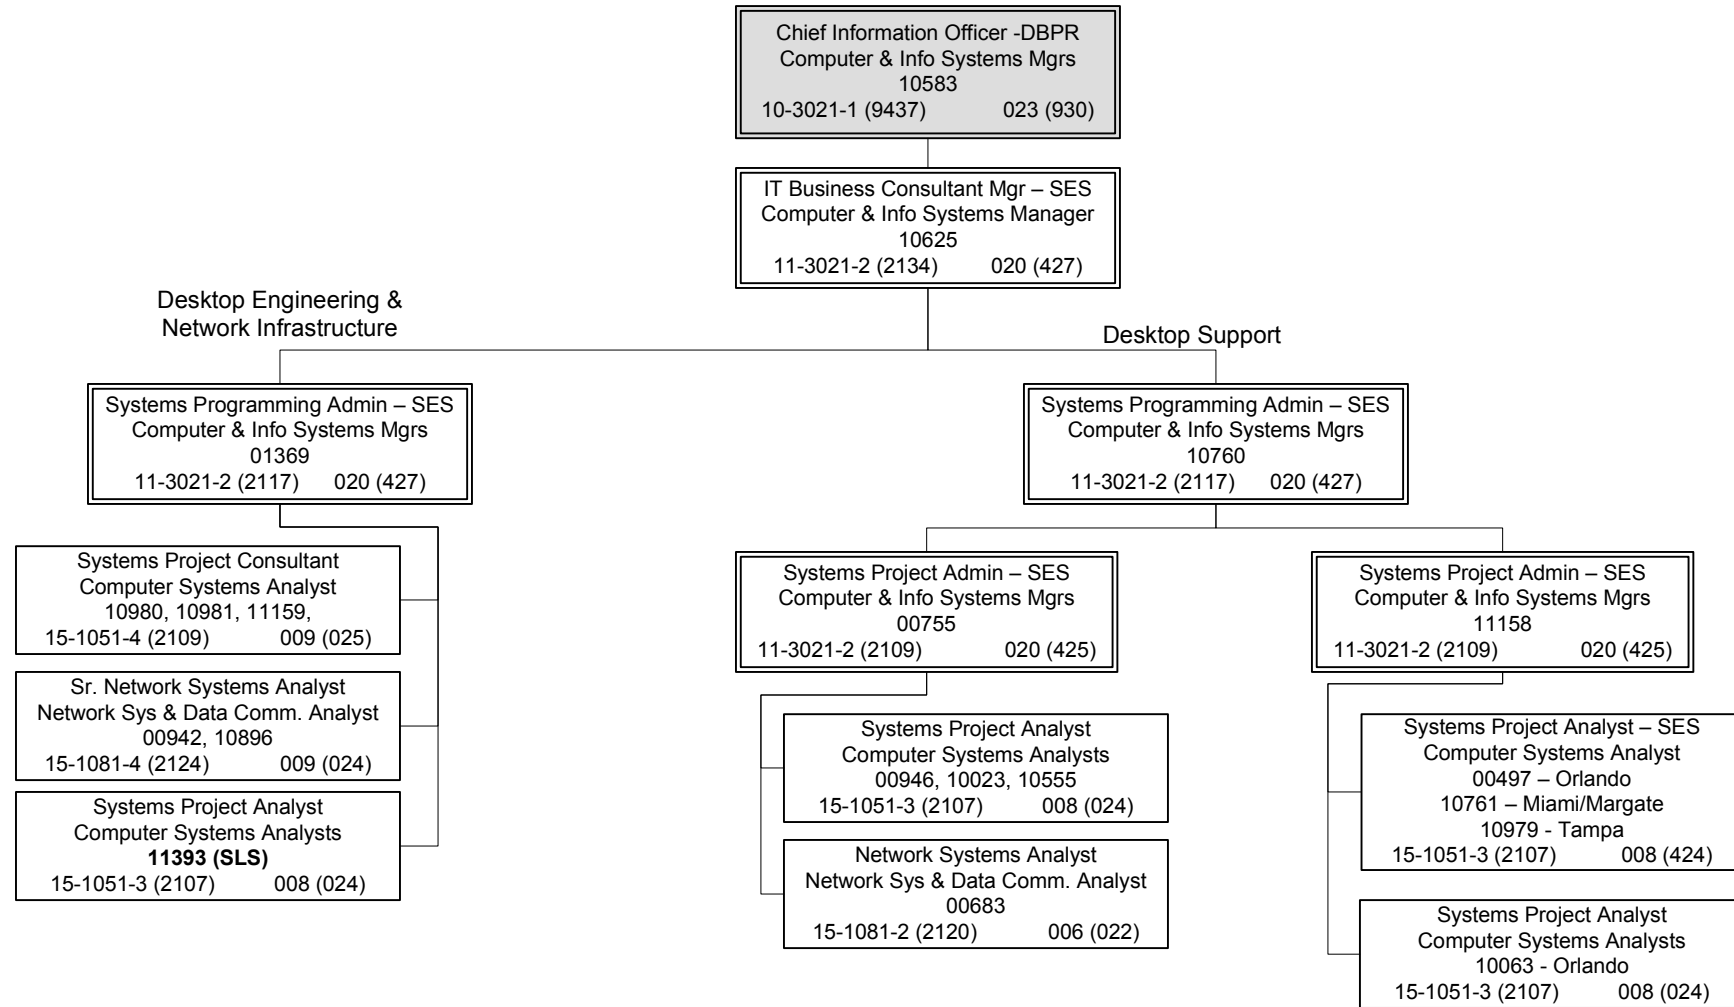 Chief Information Officer -DBPR
Computer & Info Systems Mgrs
10583
10-3021-1 (9437) 023 (930)
IT Business Consultant Mgr – SES
Computer & Info Systems Manager
10625
11-3021-2 (2134) 020 (427)
Desktop Engineering &
Network Infrastructure
Desktop Support
Systems Programming Admin – SES
Computer & Info Systems Mgrs
01369
11-3021-2 (2117) 020 (427)
Systems Programming Admin – SES
Computer & Info Systems Mgrs
10760
11-3021-2 (2117) 020 (427)
Systems Project Consultant
Computer Systems Analyst
10980, 10981, 11159,
15-1051-4 (2109) 009 (025)
Sr. Network Systems Analyst
Network Sys & Data Comm. Analyst
00942, 10896
15-1081-4 (2124) 009 (024)
Systems Project Analyst
Computer Systems Analysts
11393 (SLS)
15-1051-3 (2107) 008 (024)
Systems Project Admin – SES
Computer & Info Systems Mgrs
00755
11-3021-2 (2109) 020 (425)
Systems Project Analyst
Computer Systems Analysts
00946, 10023, 10555
15-1051-3 (2107) 008 (024)
Network Systems Analyst
Network Sys & Data Comm. Analyst
00683
15-1081-2 (2120) 006 (022)
Systems Project Admin – SES
Computer & Info Systems Mgrs
11158
11-3021-2 (2109) 020 (425)
Systems Project Analyst – SES
Computer Systems Analyst
00497 – Orlando
10761 – Miami/Margate
10979 - Tampa
15-1051-3 (2107) 008 (424)
Systems Project Analyst
Computer Systems Analysts
10063 - Orlando
15-1051-3 (2107) 008 (024)